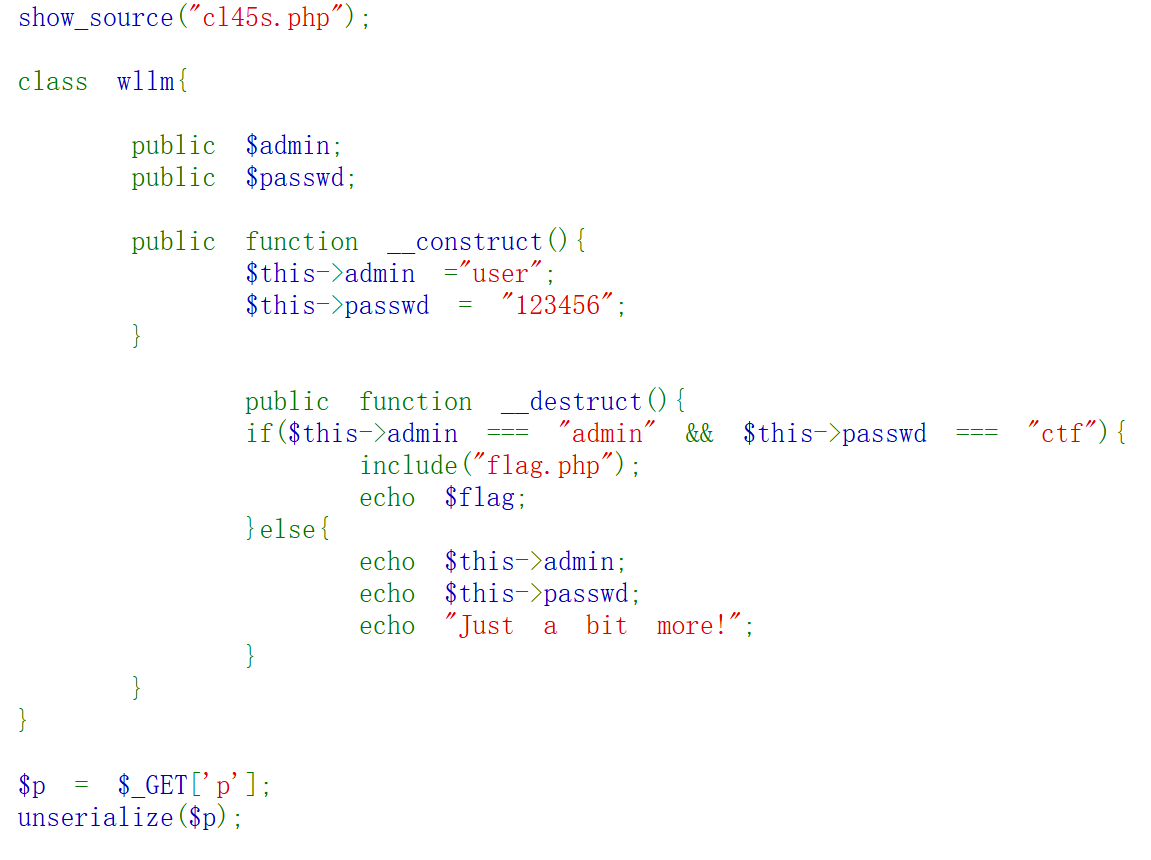 show_source("cl45s.php");
class wllm{
public $admin;
public $passwd;
public function __construct(){
$this->admin ="user";
$this->passwd = "123456";
}
public function __destruct(){
if($this->admin === "admin" && $this->passwd === "ctf"){
include("flag.php");
echo $flag;
}else{
echo $this->admin;
echo $this->passwd;
echo "Just a bit more!";
}
}
}
$p = $_GET['p'];
unserialize($p);